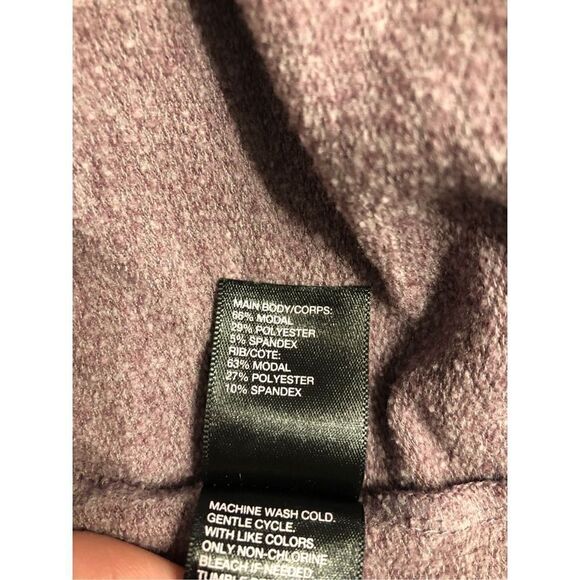 MAIN BODY/CORPS:
66% MODAL
29% POLYESTER
5% SPANDEX
RIB/COTE:
63% MODAL
27% POLYESTER
10% SPANDEX
MACHINE WASH COLD.
GENTLE CYCLE.
WITH LIKE COLORS
ONLY NON-CHLORINE
BLEACH IF NEEDED.
TUMBLE